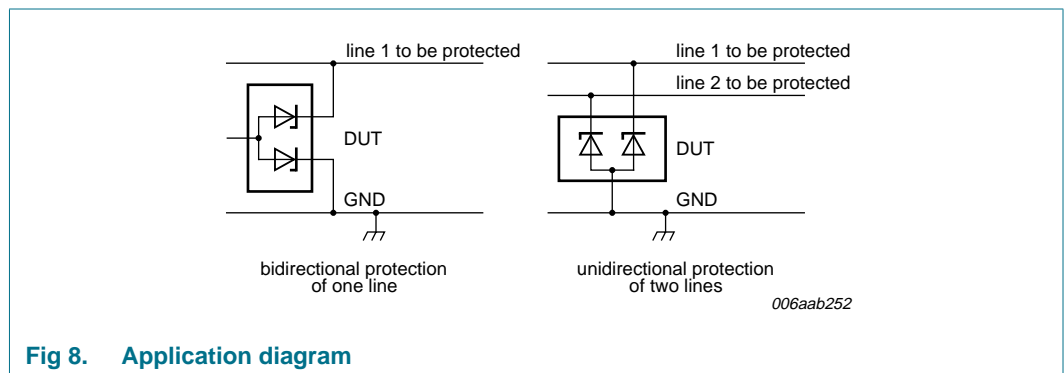 line 1 to be protected
DUT
GND
bidirectional protection
of one line
line 1 to be protected
line 2 to be protected
DUT
GND
unidirectional protection
of two lines
006aab252
Fig 8. Application diagram